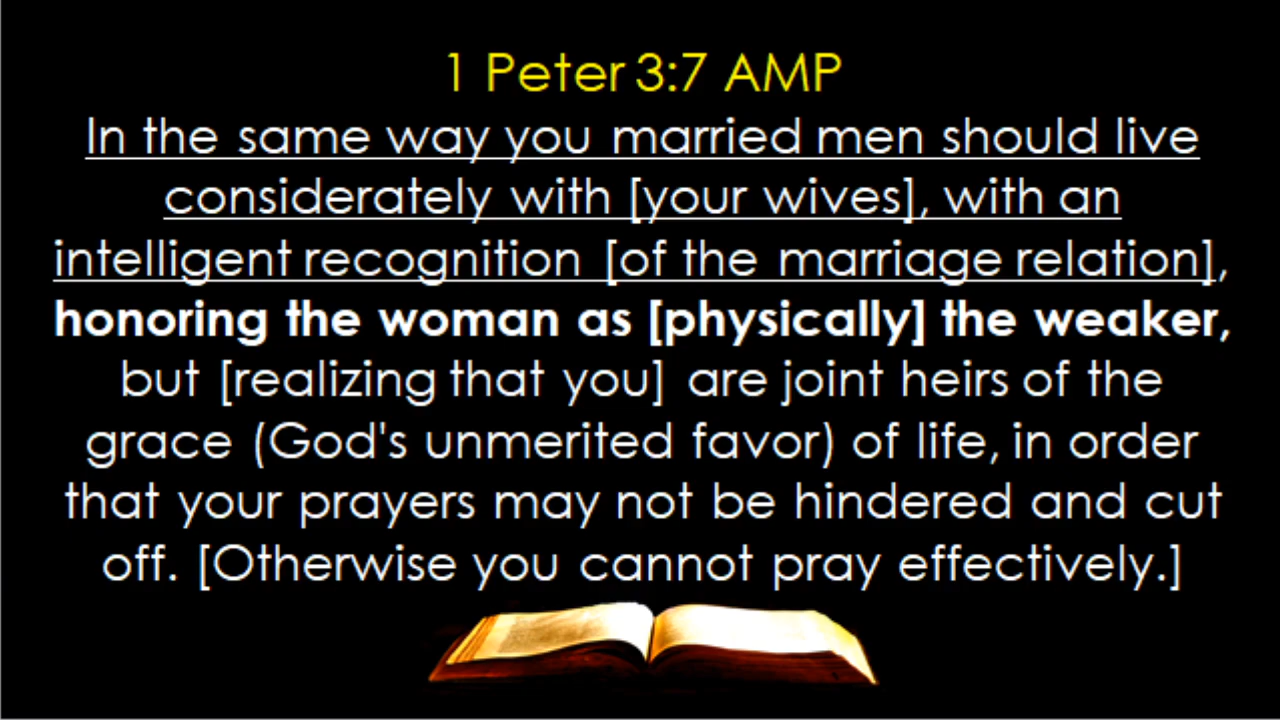 1 Peter 3:7 AMP
In the same way you married men should live
considerately with [your wives], with an
intelligent recognition [of the marriage relation],
honoring the woman as [physically] the weaker,
but [realizing that you] are joint heirs of the
grace (God's unmerited favor) of life, in order
that your prayers may not be hindered and cut
off. [Otherwise you cannot pray effectively.]